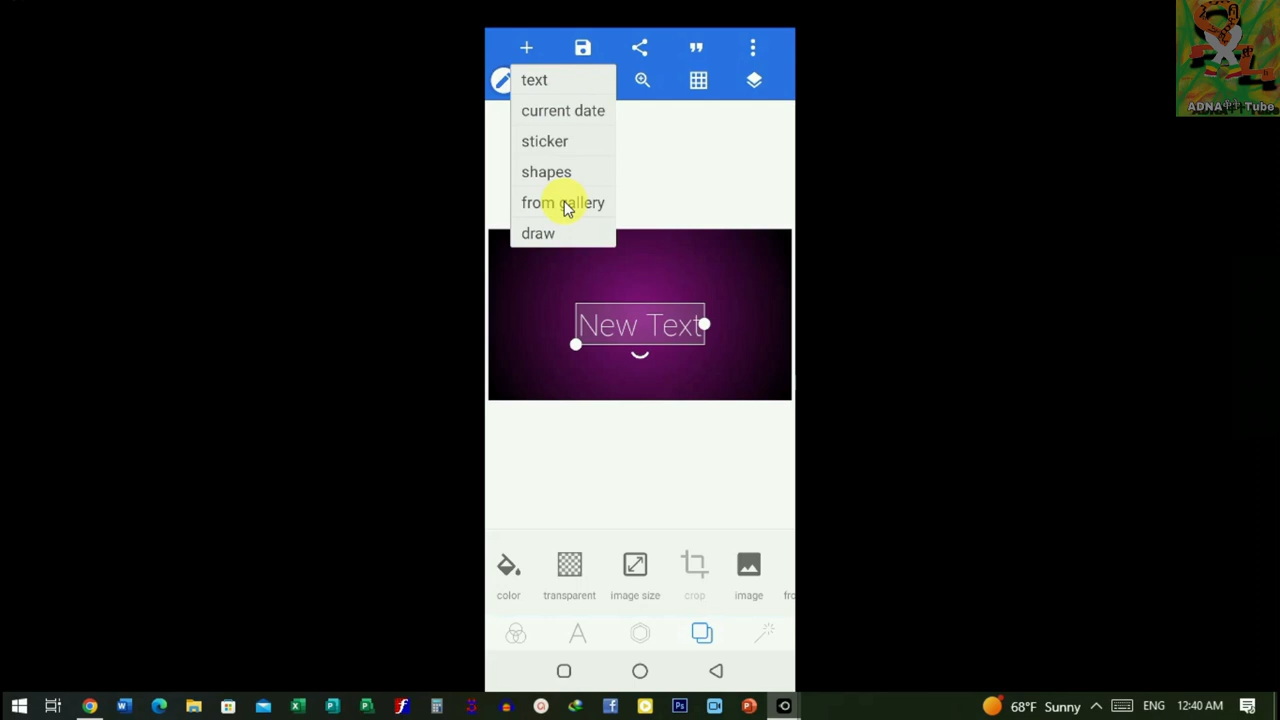 ADNA Tube
text
current date
sticker
shapes
from gallery
draw
New Text
color
transparent
image size
crop
image
fro
68°F Sunny
ENG
12:40 AM